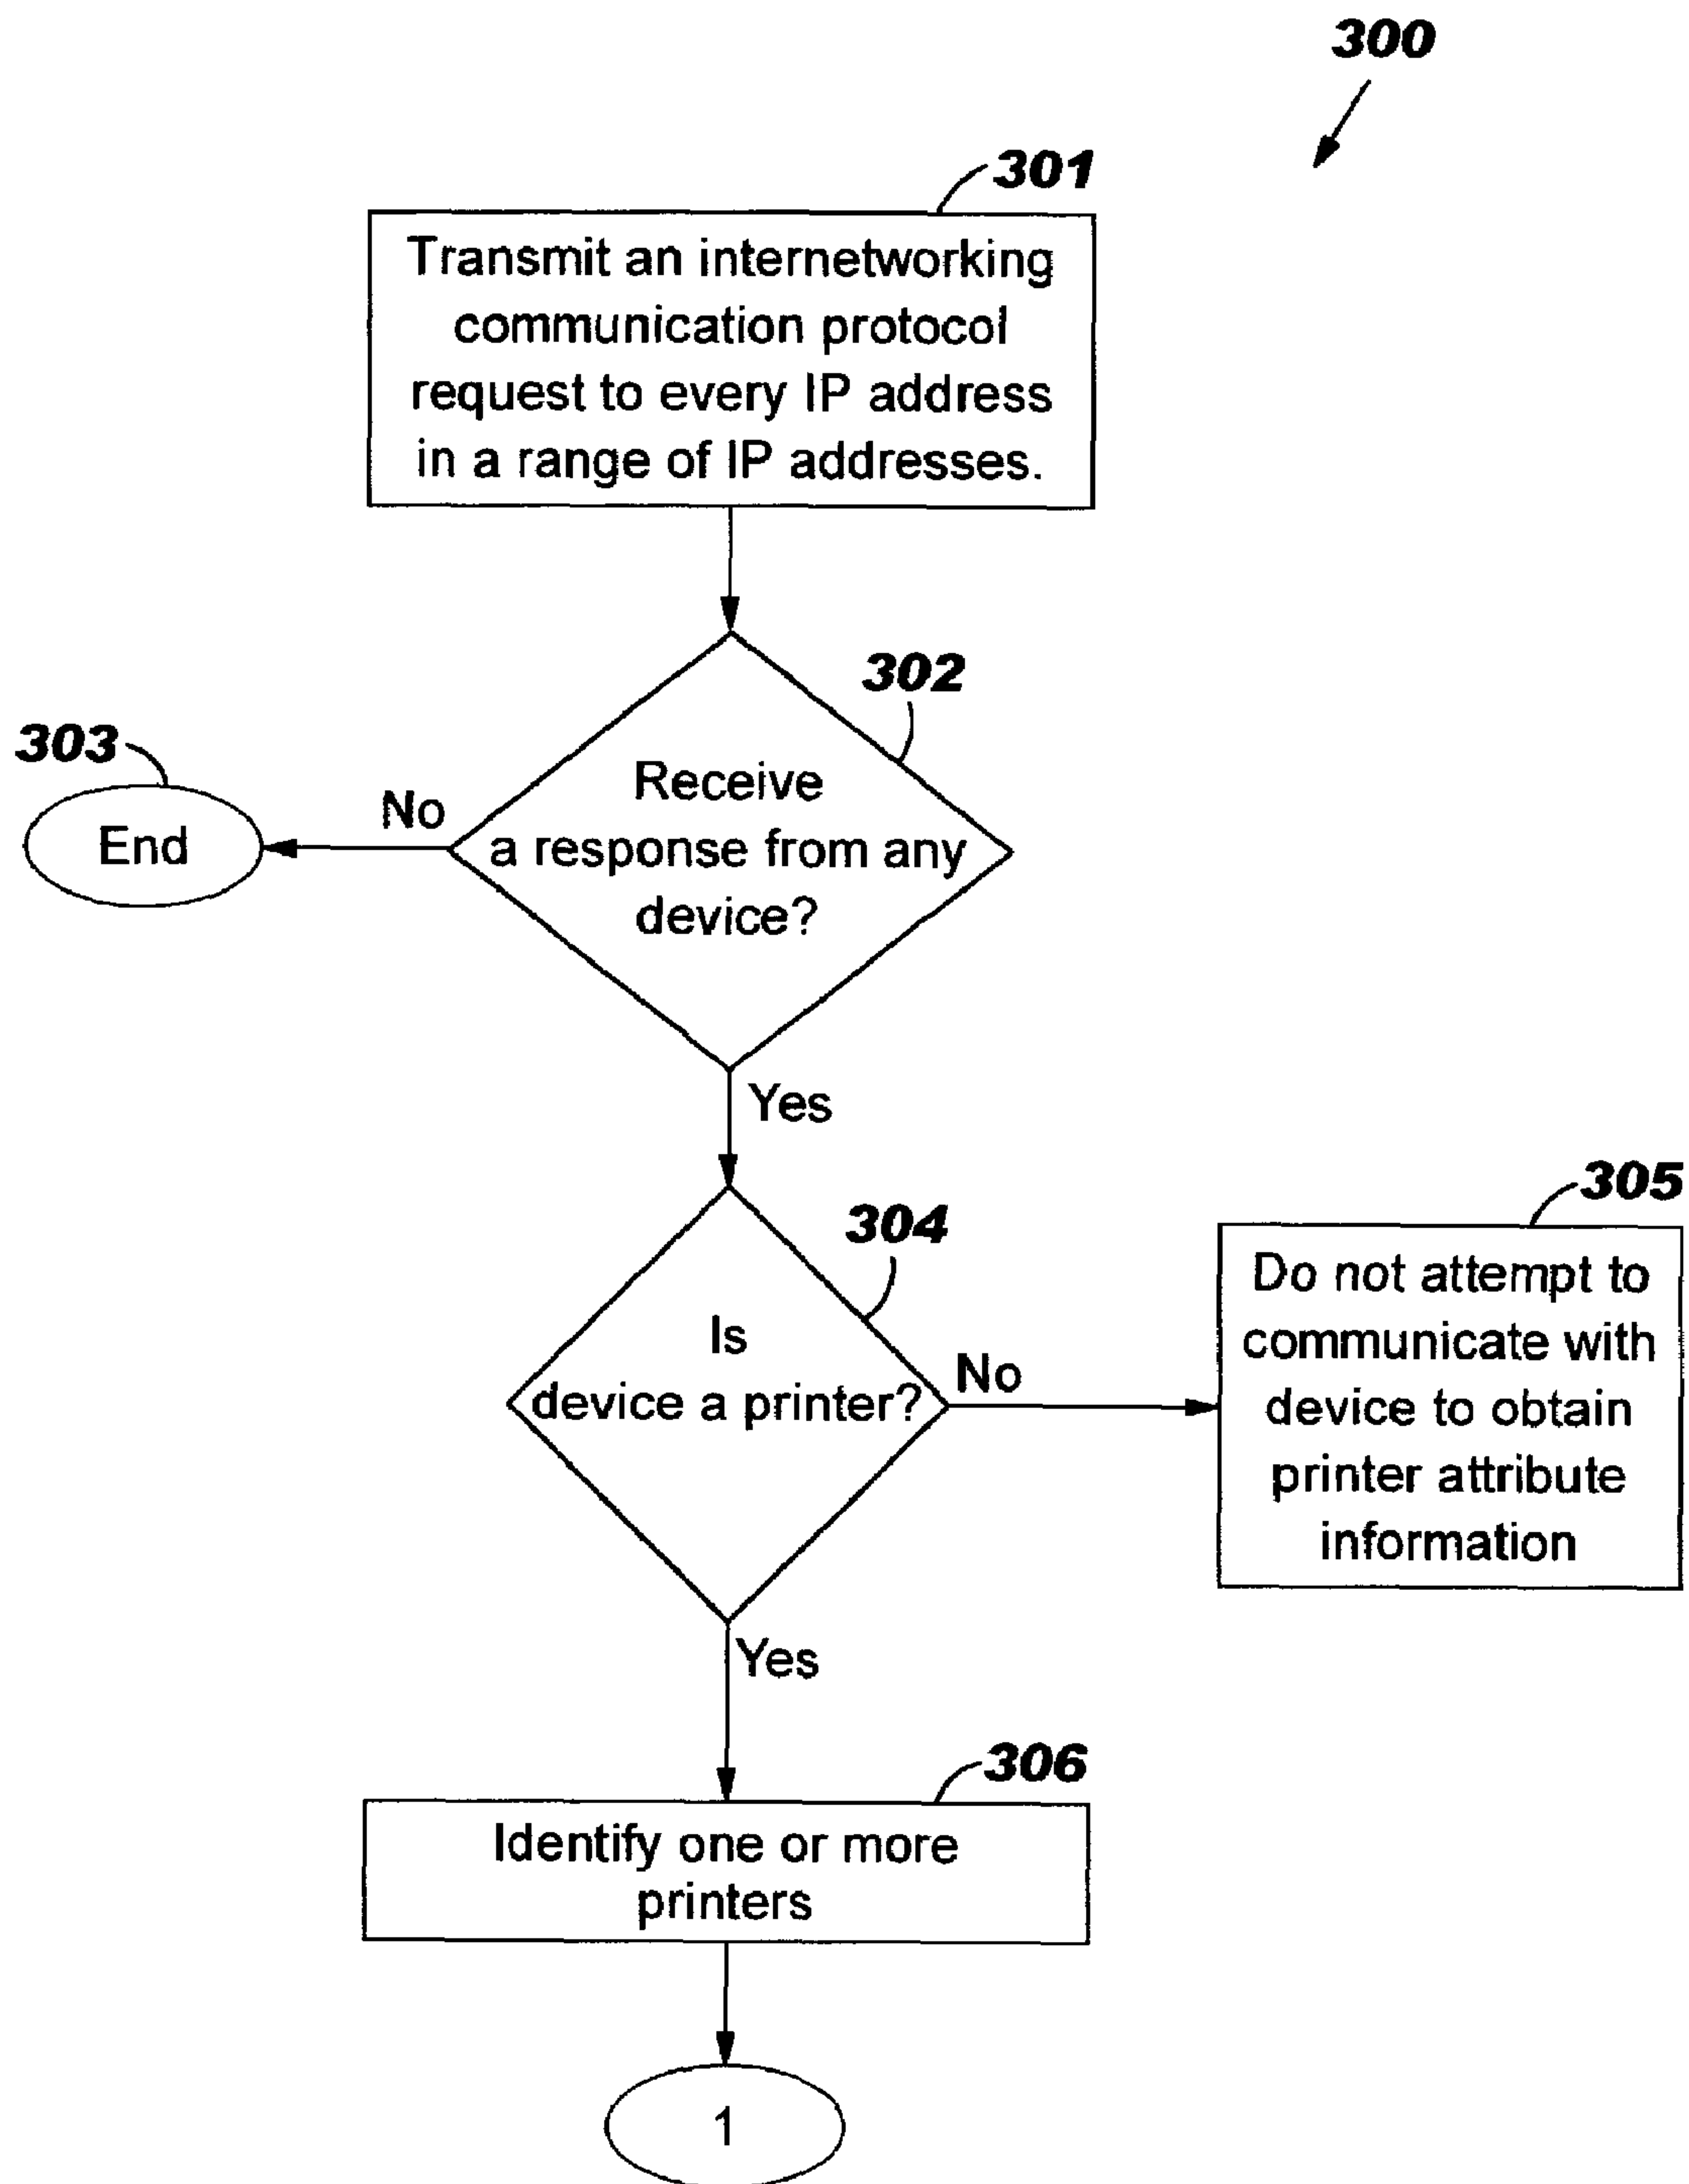 300
301
Transmit an internetworking
communication protocol
request to every IP address
in a range of IP addresses.
302
Receive
a response from any
device?
303
No
End
Yes
304
Is
device a printer?
No
305
Do not attempt to
communicate with
device to obtain
printer attribute
information
Yes
306
Identify one or more
printers
1